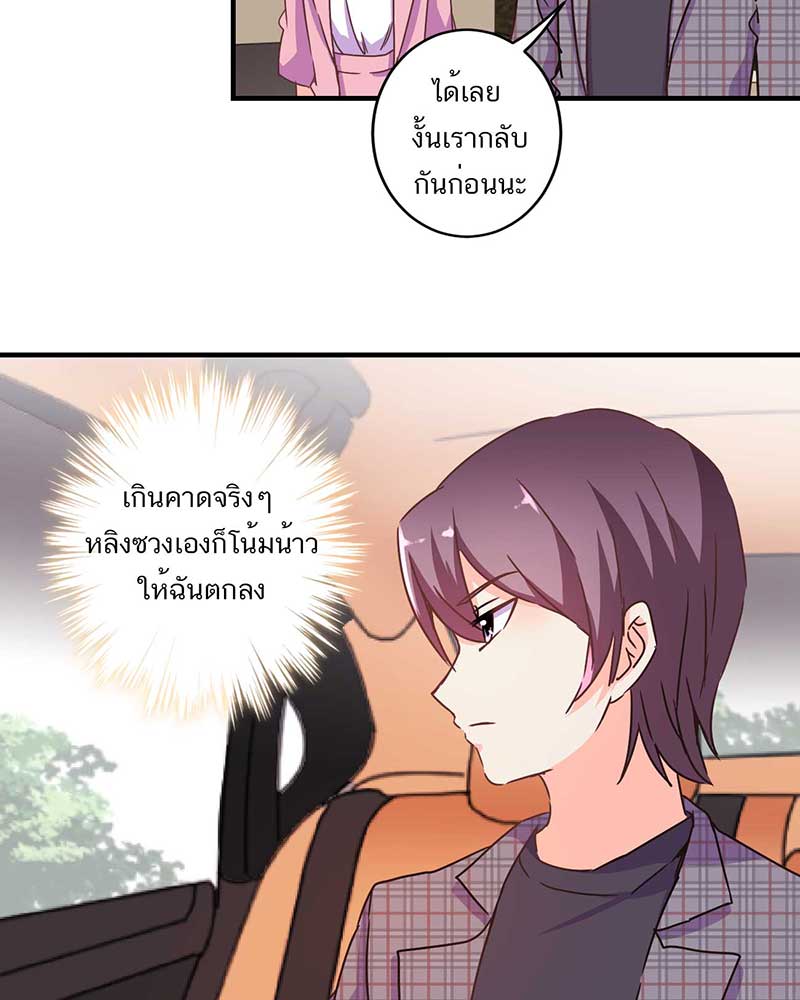 ได้เลย
งั้นเรากลับ
กันก่อนนะ
เกินคาดจริงๆ
หลิงซวงเองก็โน้มน้าว
ให้ฉันตกลง